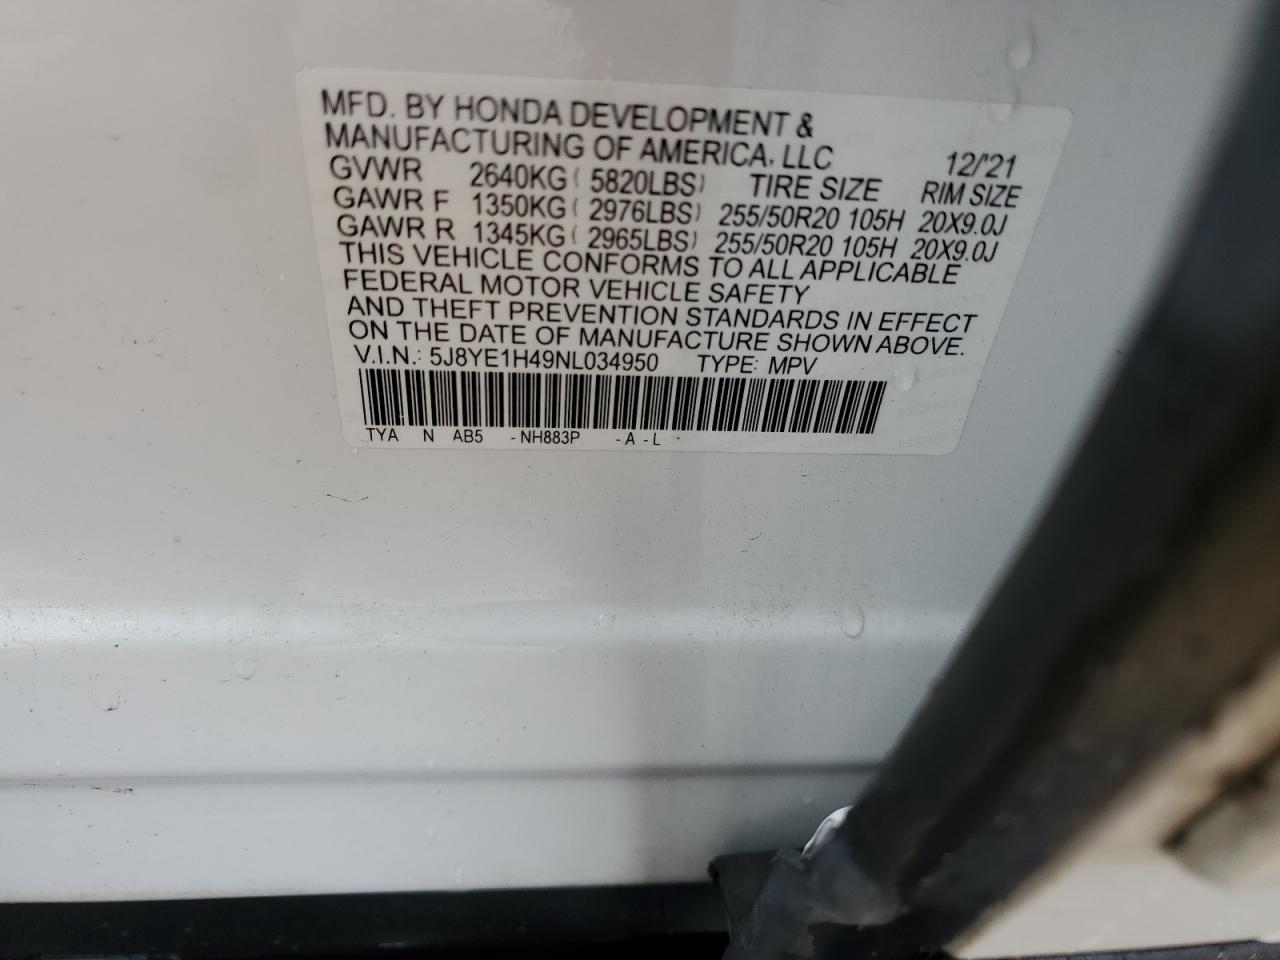 MFD. BY HONDA DEVELOPMENT &
MANUFACTURING OF AMERICA, LLC 12/'21
GVWR 2640KG ( 5820LBS) TIRE SIZE RIM SIZE
GAWR F 1350KG ( 2976LBS) 255/50R20 105H 20X9.0J
GAWR R 1345KG ( 2965LBS) 255/50R20 105H 20X9.0J
THIS VEHICLE CONFORMS TO ALL APPLICABLE
FEDERAL MOTOR VEHICLE SAFETY
AND THEFT PREVENTION STANDARDS IN EFFECT
ON THE DATE OF MANUFACTURE SHOWN ABOVE.
V.I.N.: 5J8YE1H49NL034950 TYPE: MPV
TYA N AB5 -NH883P -A -L